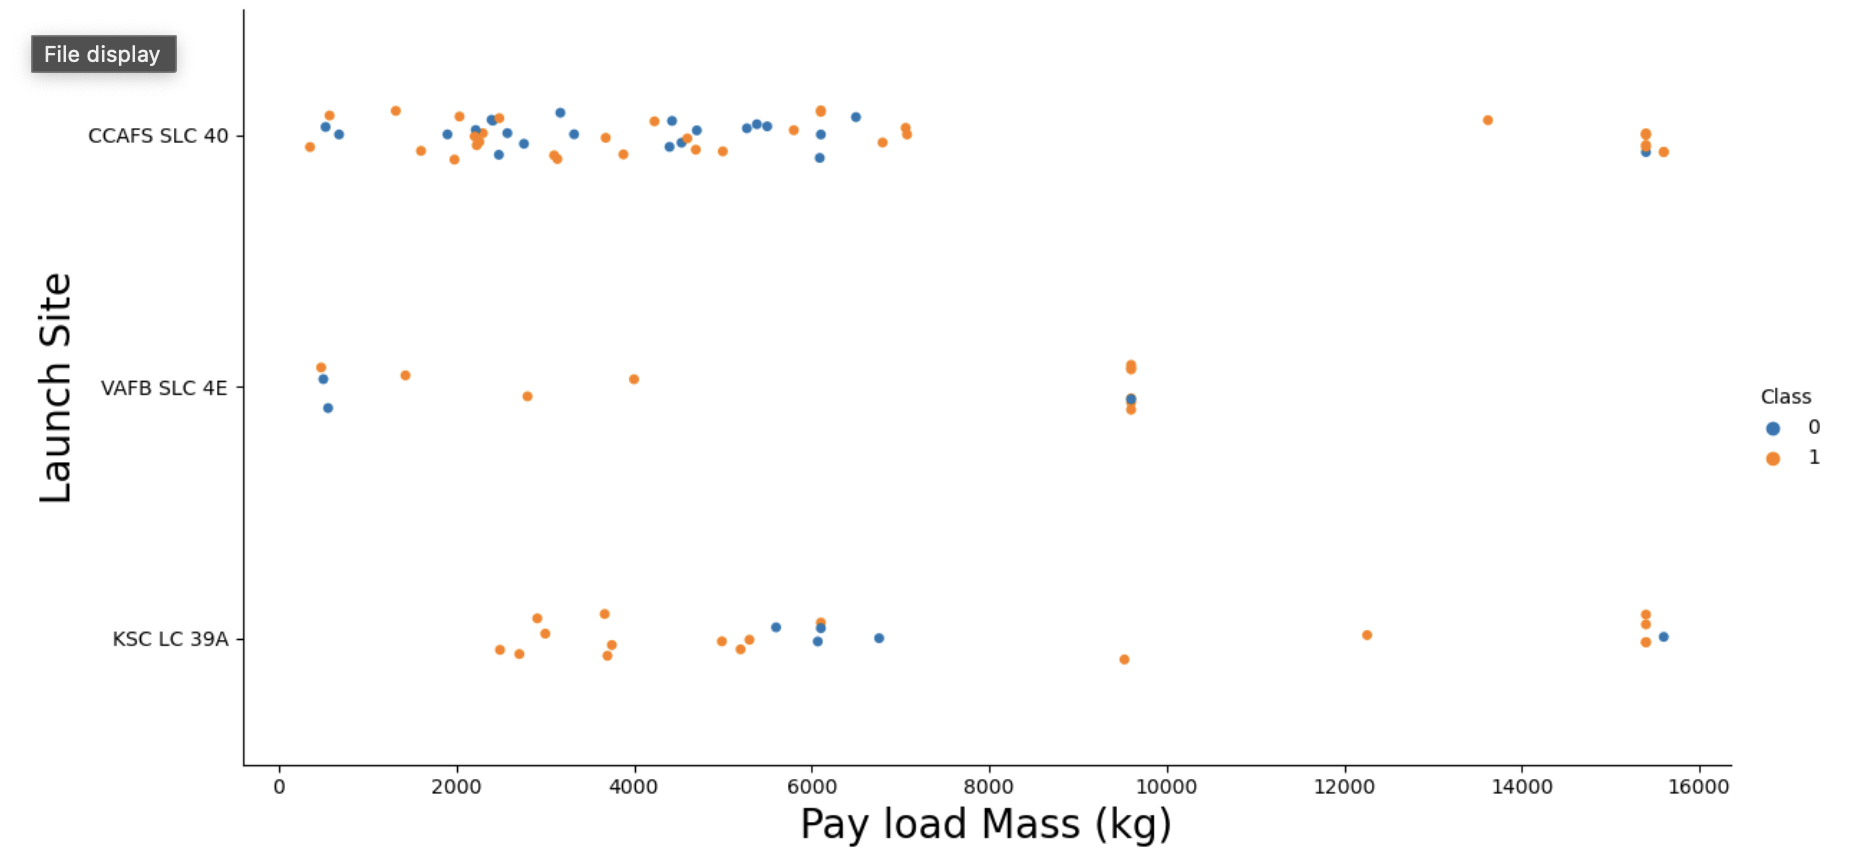 File display
CCAFS SLC 40
VAFB SLC 4E
KSC LC 39A
Launch Site
0 2000 4000 6000 8000 10000 12000 14000 16000
Pay load Mass (kg)
Class
0
1